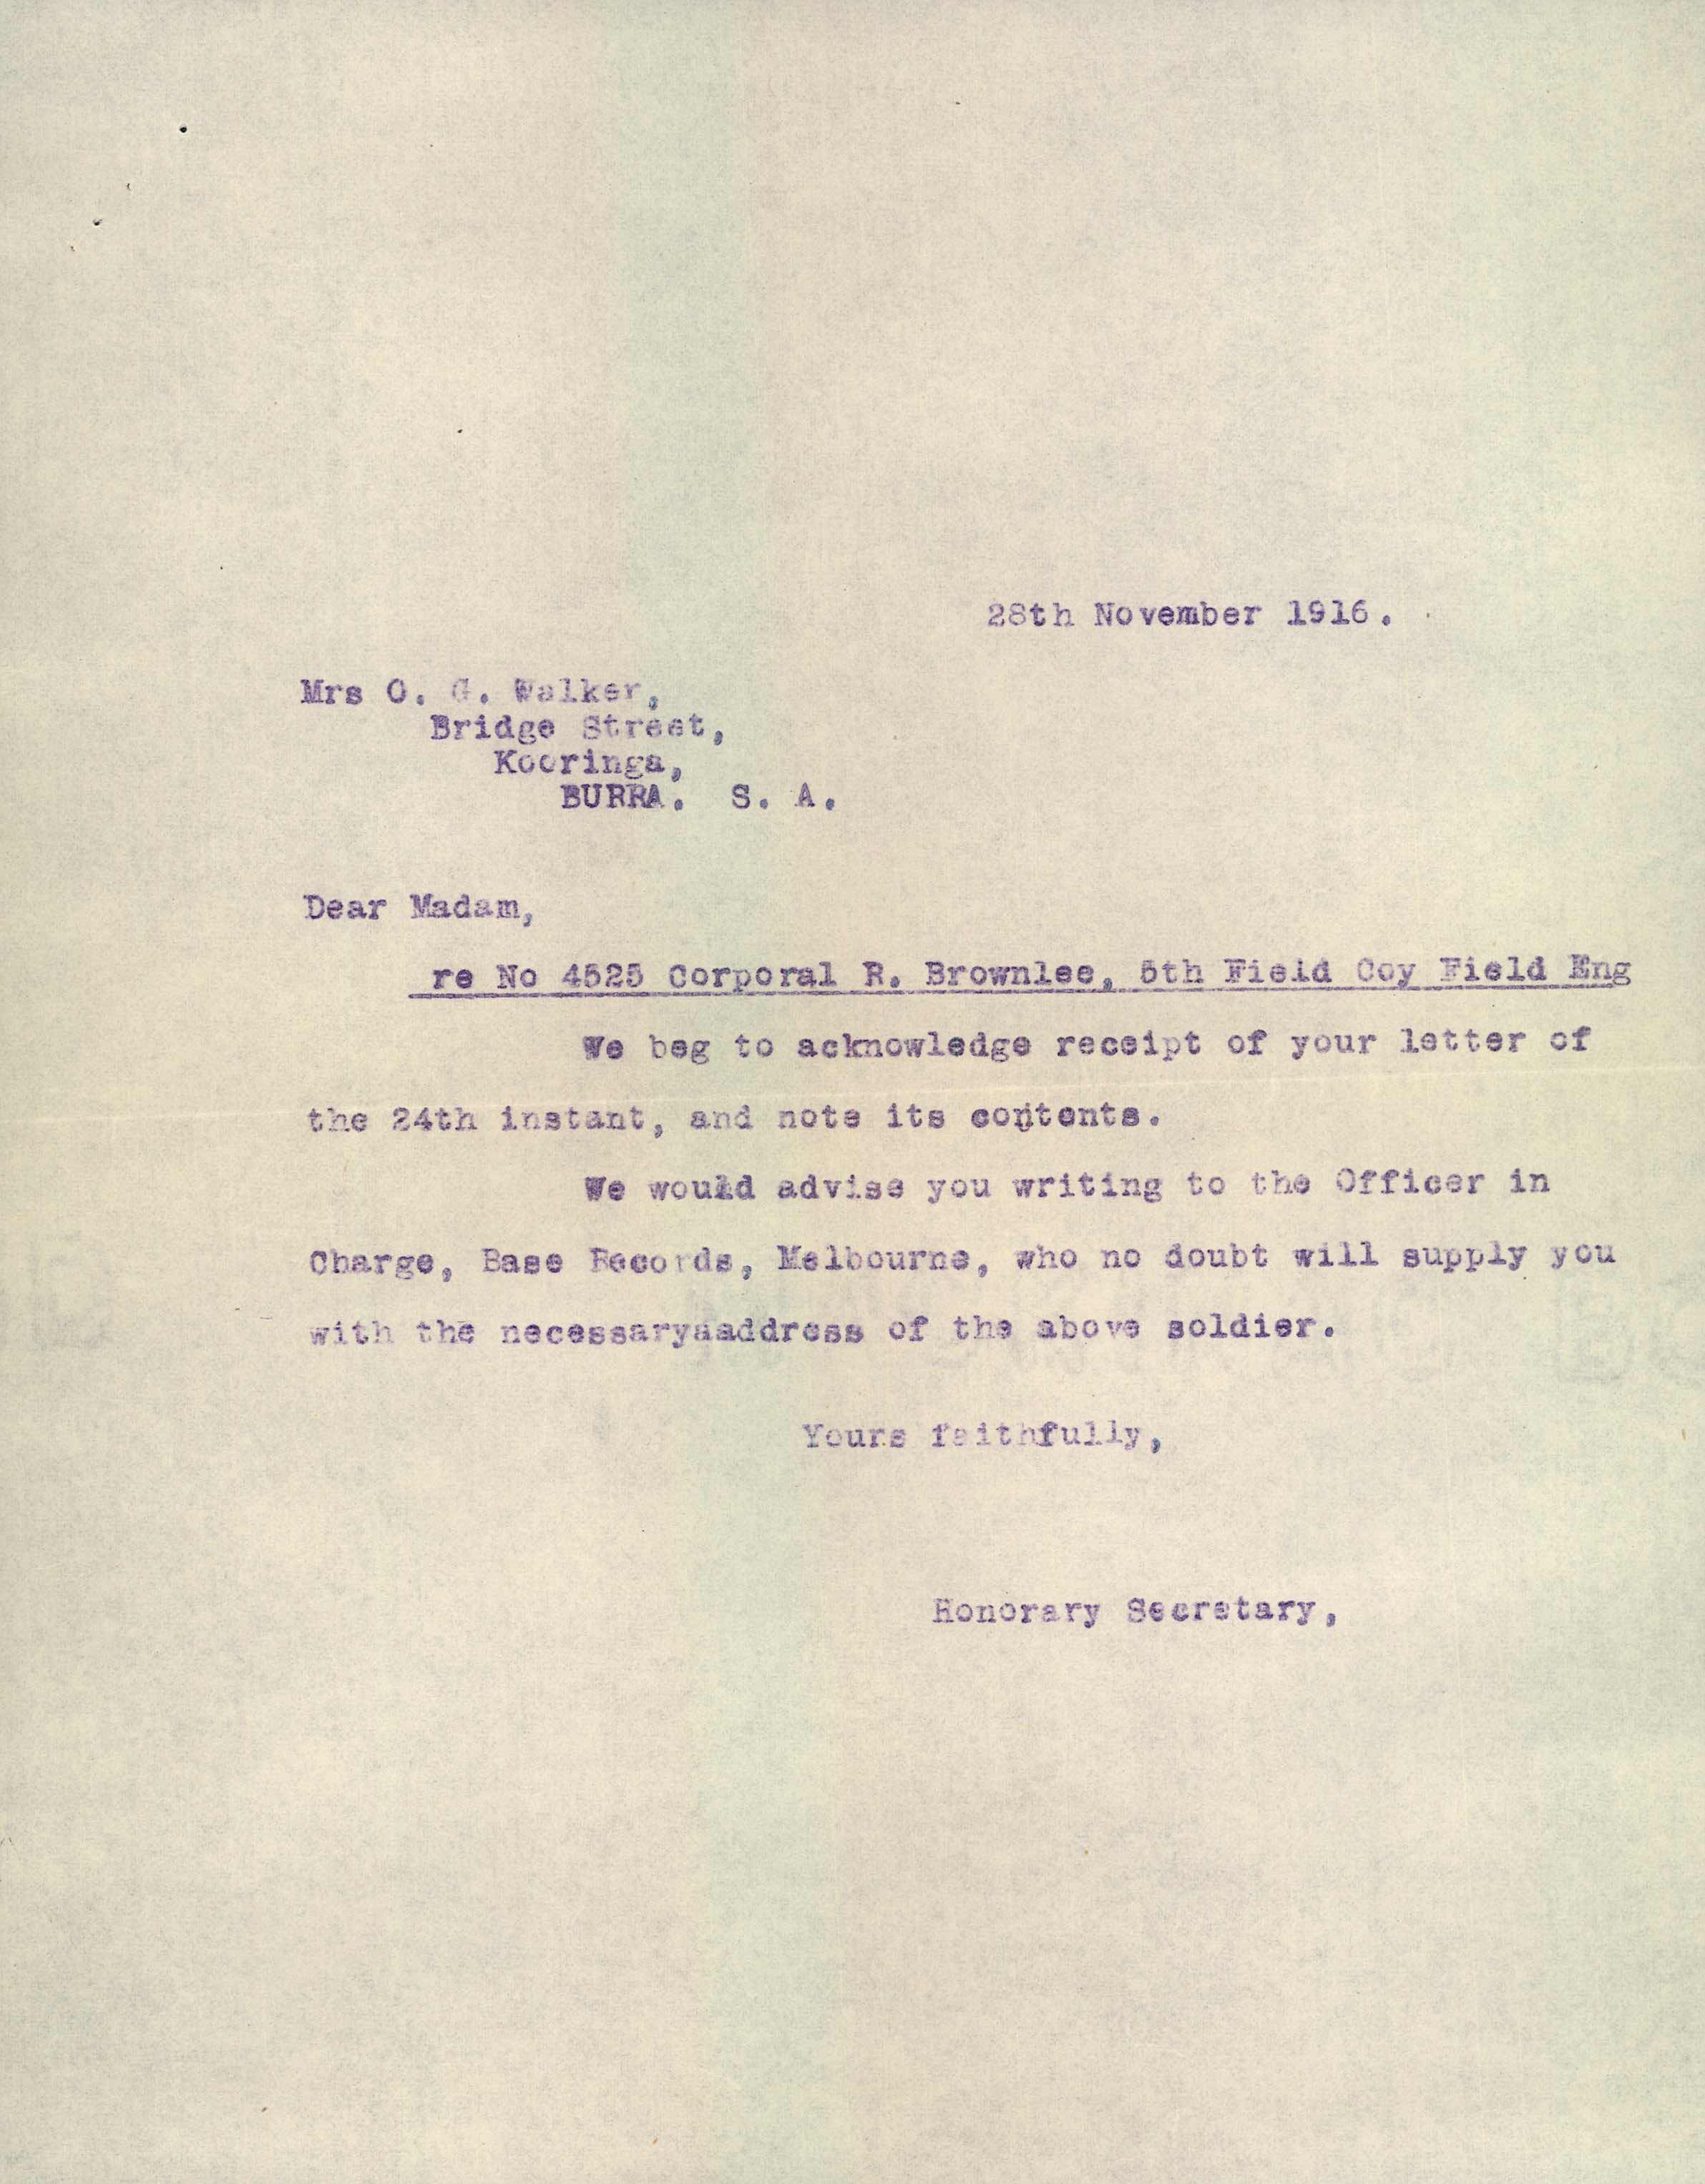 28th November 1916.
Mrs O. G. Walker,
Bridge Street,
Kooringa,
BURRA. S. A.
Dear Madam,
re No 4525 Corporal R. Brownlee, 5th Field Coy Field Eng
We beg to acknowledge receipt of your letter of
the 24th instant, and note its contents.
We would advise you writing to the Officer in
Charge, Base Records, Melbourne, who no doubt will supply you
with the necessaryaaddress of the above soldier.
Yours faithfully,
Honorary Secretary,